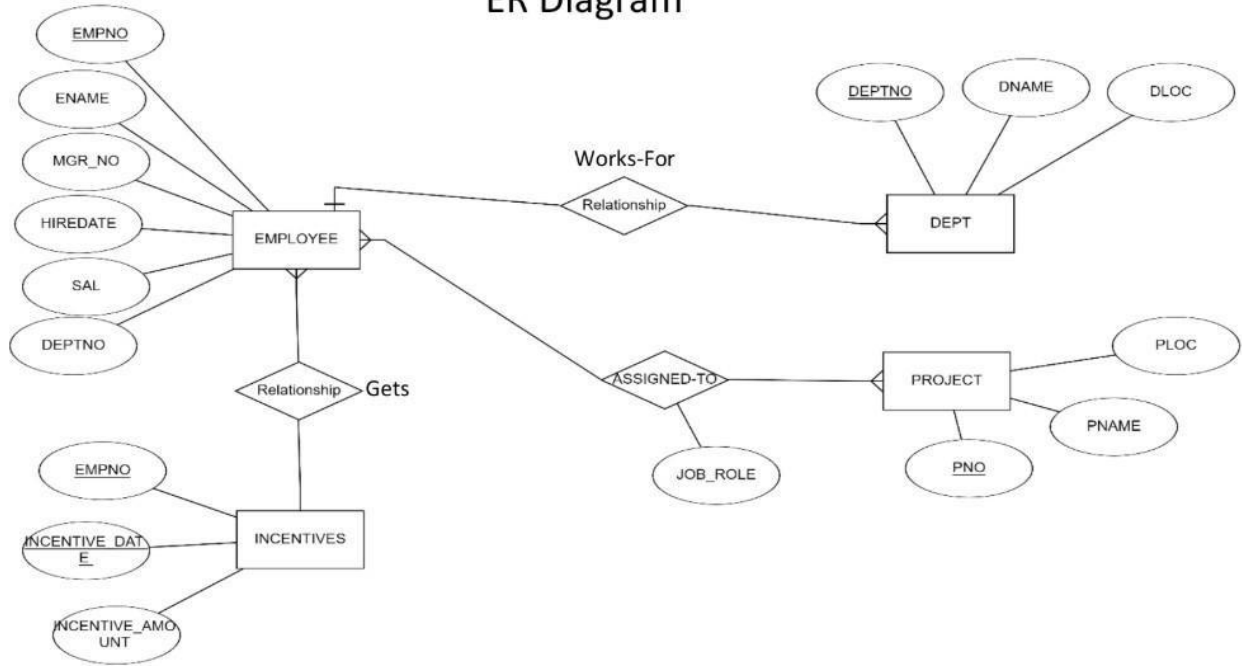 ER Diagram
EMPNO
ENAME
MGR_NO
HIREDATE
SAL
DEPTNO
EMPLOYEE
Works-For
Relationship
DEPTNO
DNAME
DLOC
DEPT
Relationship
Gets
ASSIGNED-TO
JOB_ROLE
PROJECT
PLOC
PNAME
PNO
EMPNO
INCENTIVE_DAT
E
INCENTIVE_AMO
UNT
INCENTIVES